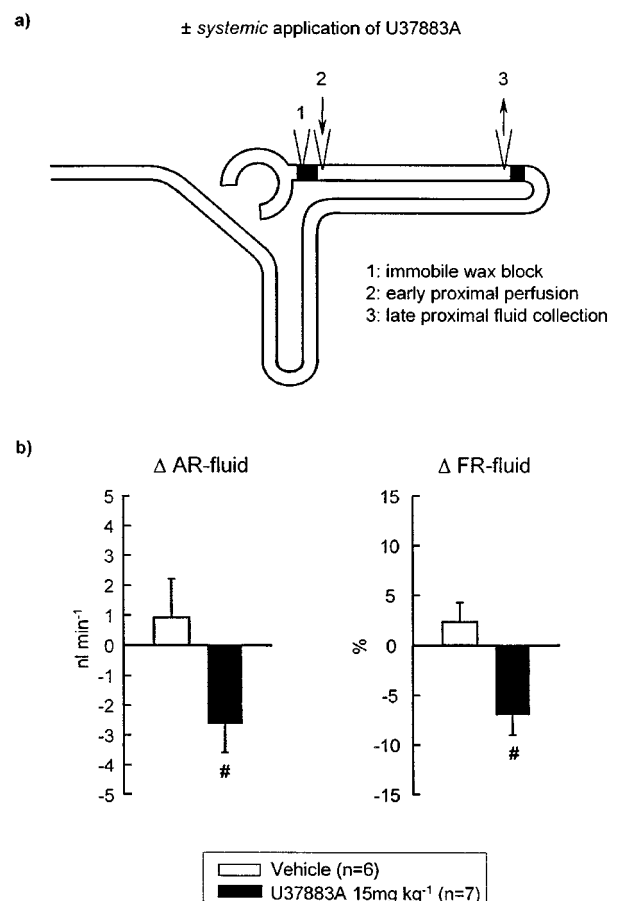 a)
± systemic application of U37883A
2
3
1
1: immobile wax block
2: early proximal perfusion
3: late proximal fluid collection
b)
Δ AR-fluid
Δ FR-fluid
5
4
3
2
1
0
-1
-2
-3
-4
-5
nl min⁻¹
#
15
10
5
0
-5
-10
-15
%
#
Vehicle (n=6)
U37883A 15mg kg⁻¹ (n=7)